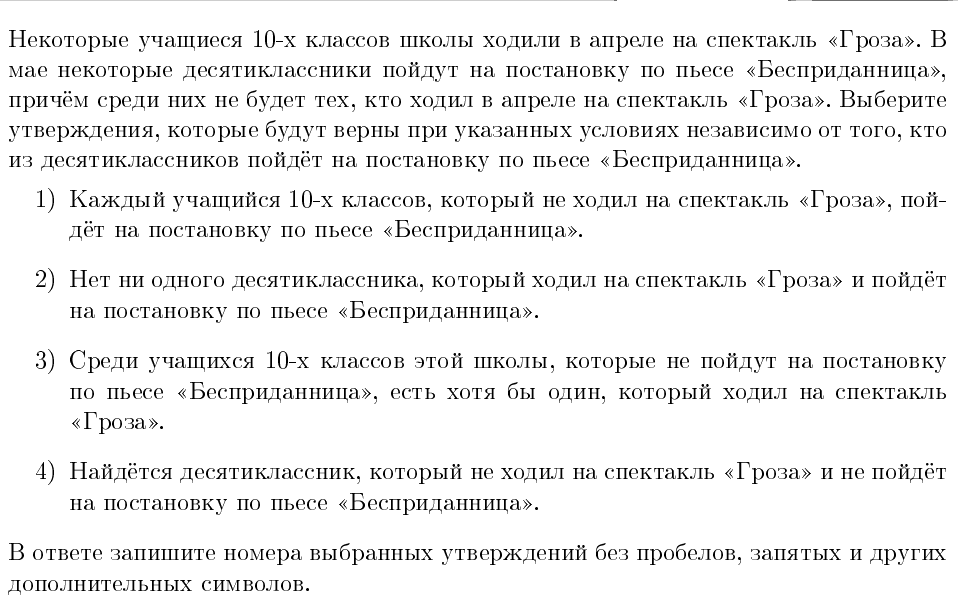 Некоторые учащиеся 10-х классов школы ходили в апреле на спектакль «Гроза». В
мае некоторые десятиклассники пойдут на постановку по пьесе «Бесприданница»,
причём среди них не будет тех, кто ходил в апреле на спектакль «Гроза». Выберите
утверждения, которые будут верны при указанных условиях независимо от того, кто
из десятиклассников пойдёт на постановку по пьесе «Бесприданница».
1) Каждый учащийся 10-х классов, который не ходил на спектакль «Гроза», пой-
дёт на постановку по пьесе «Бесприданница».
2) Нет ни одного десятиклассника, который ходил на спектакль «Гроза» и пойдёт
на постановку по пьесе «Бесприданница».
3) Среди учащихся 10-х классов этой школы, которые не пойдут на постановку
по пьесе «Бесприданница», есть хотя бы один, который ходил на спектакль
«Гроза».
4) Найдётся десятиклассник, который не ходил на спектакль «Гроза» и не пойдёт
на постановку по пьесе «Бесприданница».
В ответе запишите номера выбранных утверждений без пробелов, запятых и других
дополнительных символов.